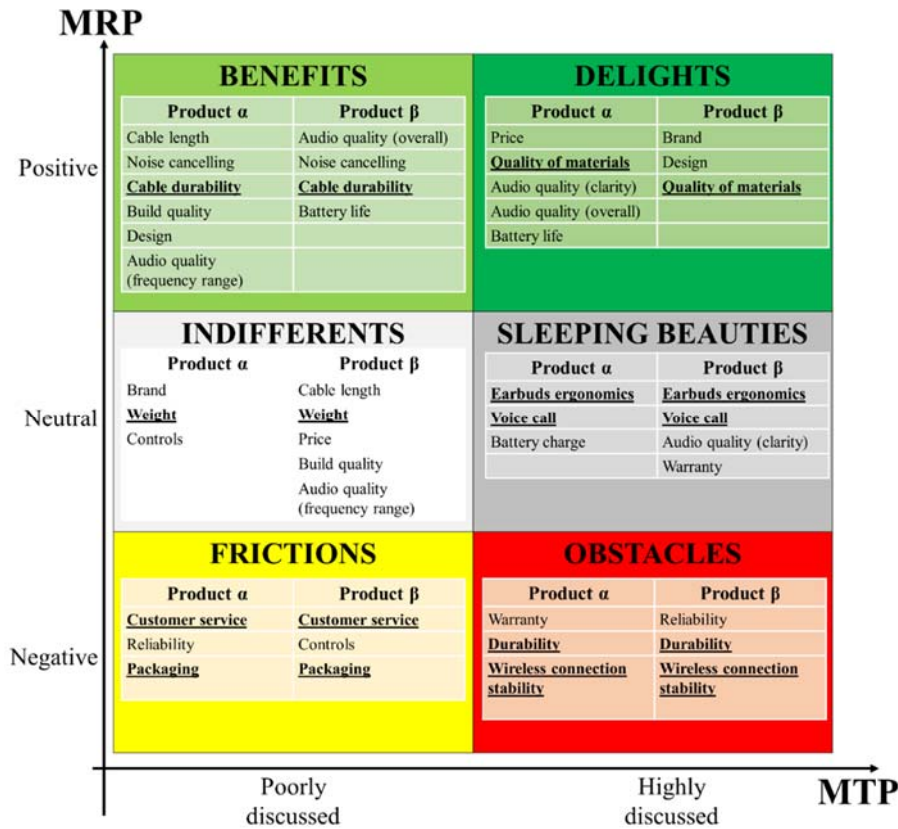 MRP
BENEFITS
Product α Product β
Cable length Audio quality (overall)
Noise cancelling Noise cancelling
Cable durability Cable durability
Build quality Battery life
Design
Audio quality
(frequency range)
DELIGHTS
Product α Product β
Price Brand
Quality of materials Design
Audio quality (clarity) Quality of materials
Audio quality (overall)
Battery life
Positive
INDIFFERENTS
Product α Product β
Brand Cable length
Weight Weight
Controls Price
Build quality
Audio quality
(frequency range)
SLEEPING BEAUTIES
Product α Product β
Earbuds ergonomics Earbuds ergonomics
Voice call Voice call
Battery charge Audio quality (clarity)
Warranty
Neutral
FRICTIONS
Product α Product β
Customer service Customer service
Reliability Controls
Packaging Packaging
OBSTACLES
Product α Product β
Warranty Reliability
Durability Durability
Wireless connection Wireless connection
stability stability
Negative
Poorly
discussed
Highly
discussed
MTP